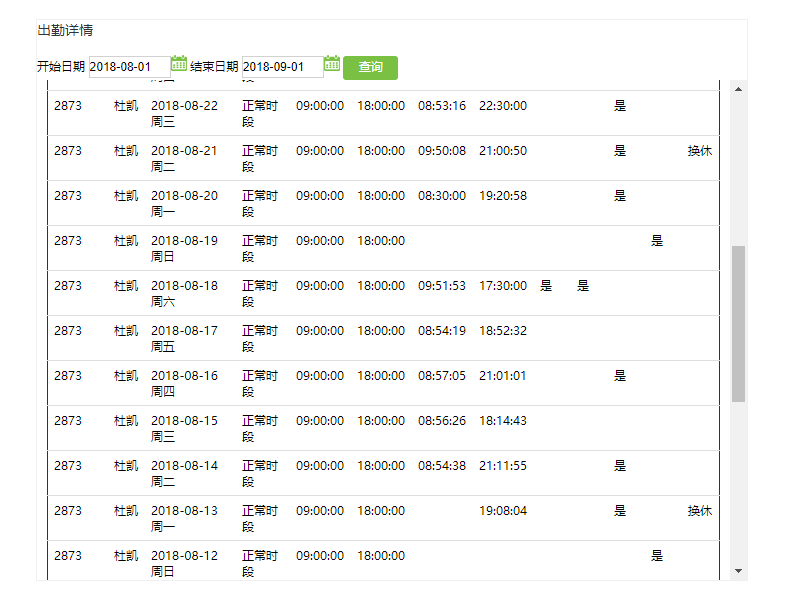 出勤详情
开始日期 2018-08-01 结束日期 2018-09-01 查询
2873 杜凯 2018-08-22 正常时 09:00:00 18:00:00 08:53:16 22:30:00 是
周三 段
2873 杜凯 2018-08-21 正常时 09:00:00 18:00:00 09:50:08 21:00:50 是 换休
周二 段
2873 杜凯 2018-08-20 正常时 09:00:00 18:00:00 08:30:00 19:20:58 是
周一 段
2873 杜凯 2018-08-19 正常时 09:00:00 18:00:00 是
周日 段
2873 杜凯 2018-08-18 正常时 09:00:00 18:00:00 09:51:53 17:30:00 是 是
周六 段
2873 杜凯 2018-08-17 正常时 09:00:00 18:00:00 08:54:19 18:52:32
周五 段
2873 杜凯 2018-08-16 正常时 09:00:00 18:00:00 08:57:05 21:01:01 是
周四 段
2873 杜凯 2018-08-15 正常时 09:00:00 18:00:00 08:56:26 18:14:43
周三 段
2873 杜凯 2018-08-14 正常时 09:00:00 18:00:00 08:54:38 21:11:55 是
周二 段
2873 杜凯 2018-08-13 正常时 09:00:00 18:00:00 19:08:04 是 换休
周一 段
2873 杜凯 2018-08-12 正常时 09:00:00 18:00:00 是
周日 段